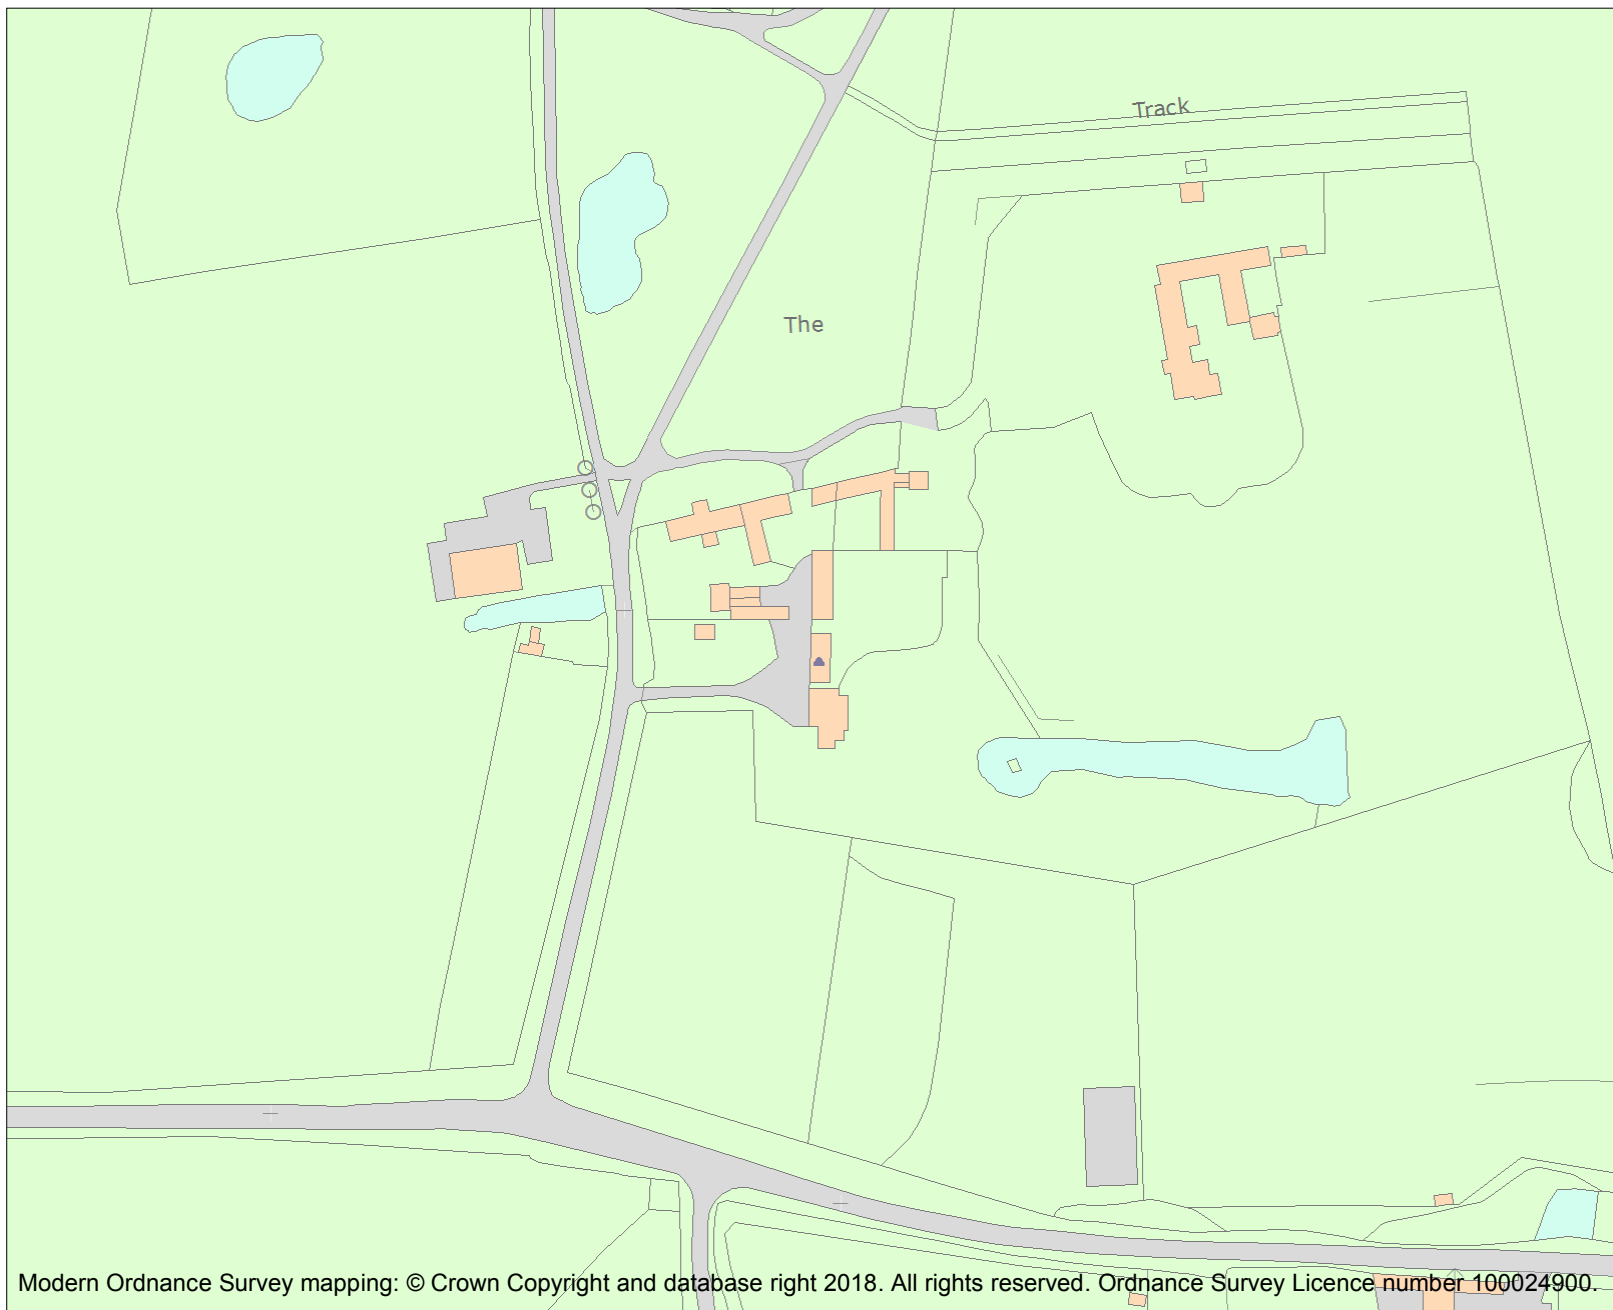 Track
The
Modern Ordnance Survey mapping: © Crown Copyright and database right 2018. All rights reserved. Ordnance Survey Licence number 100024900.